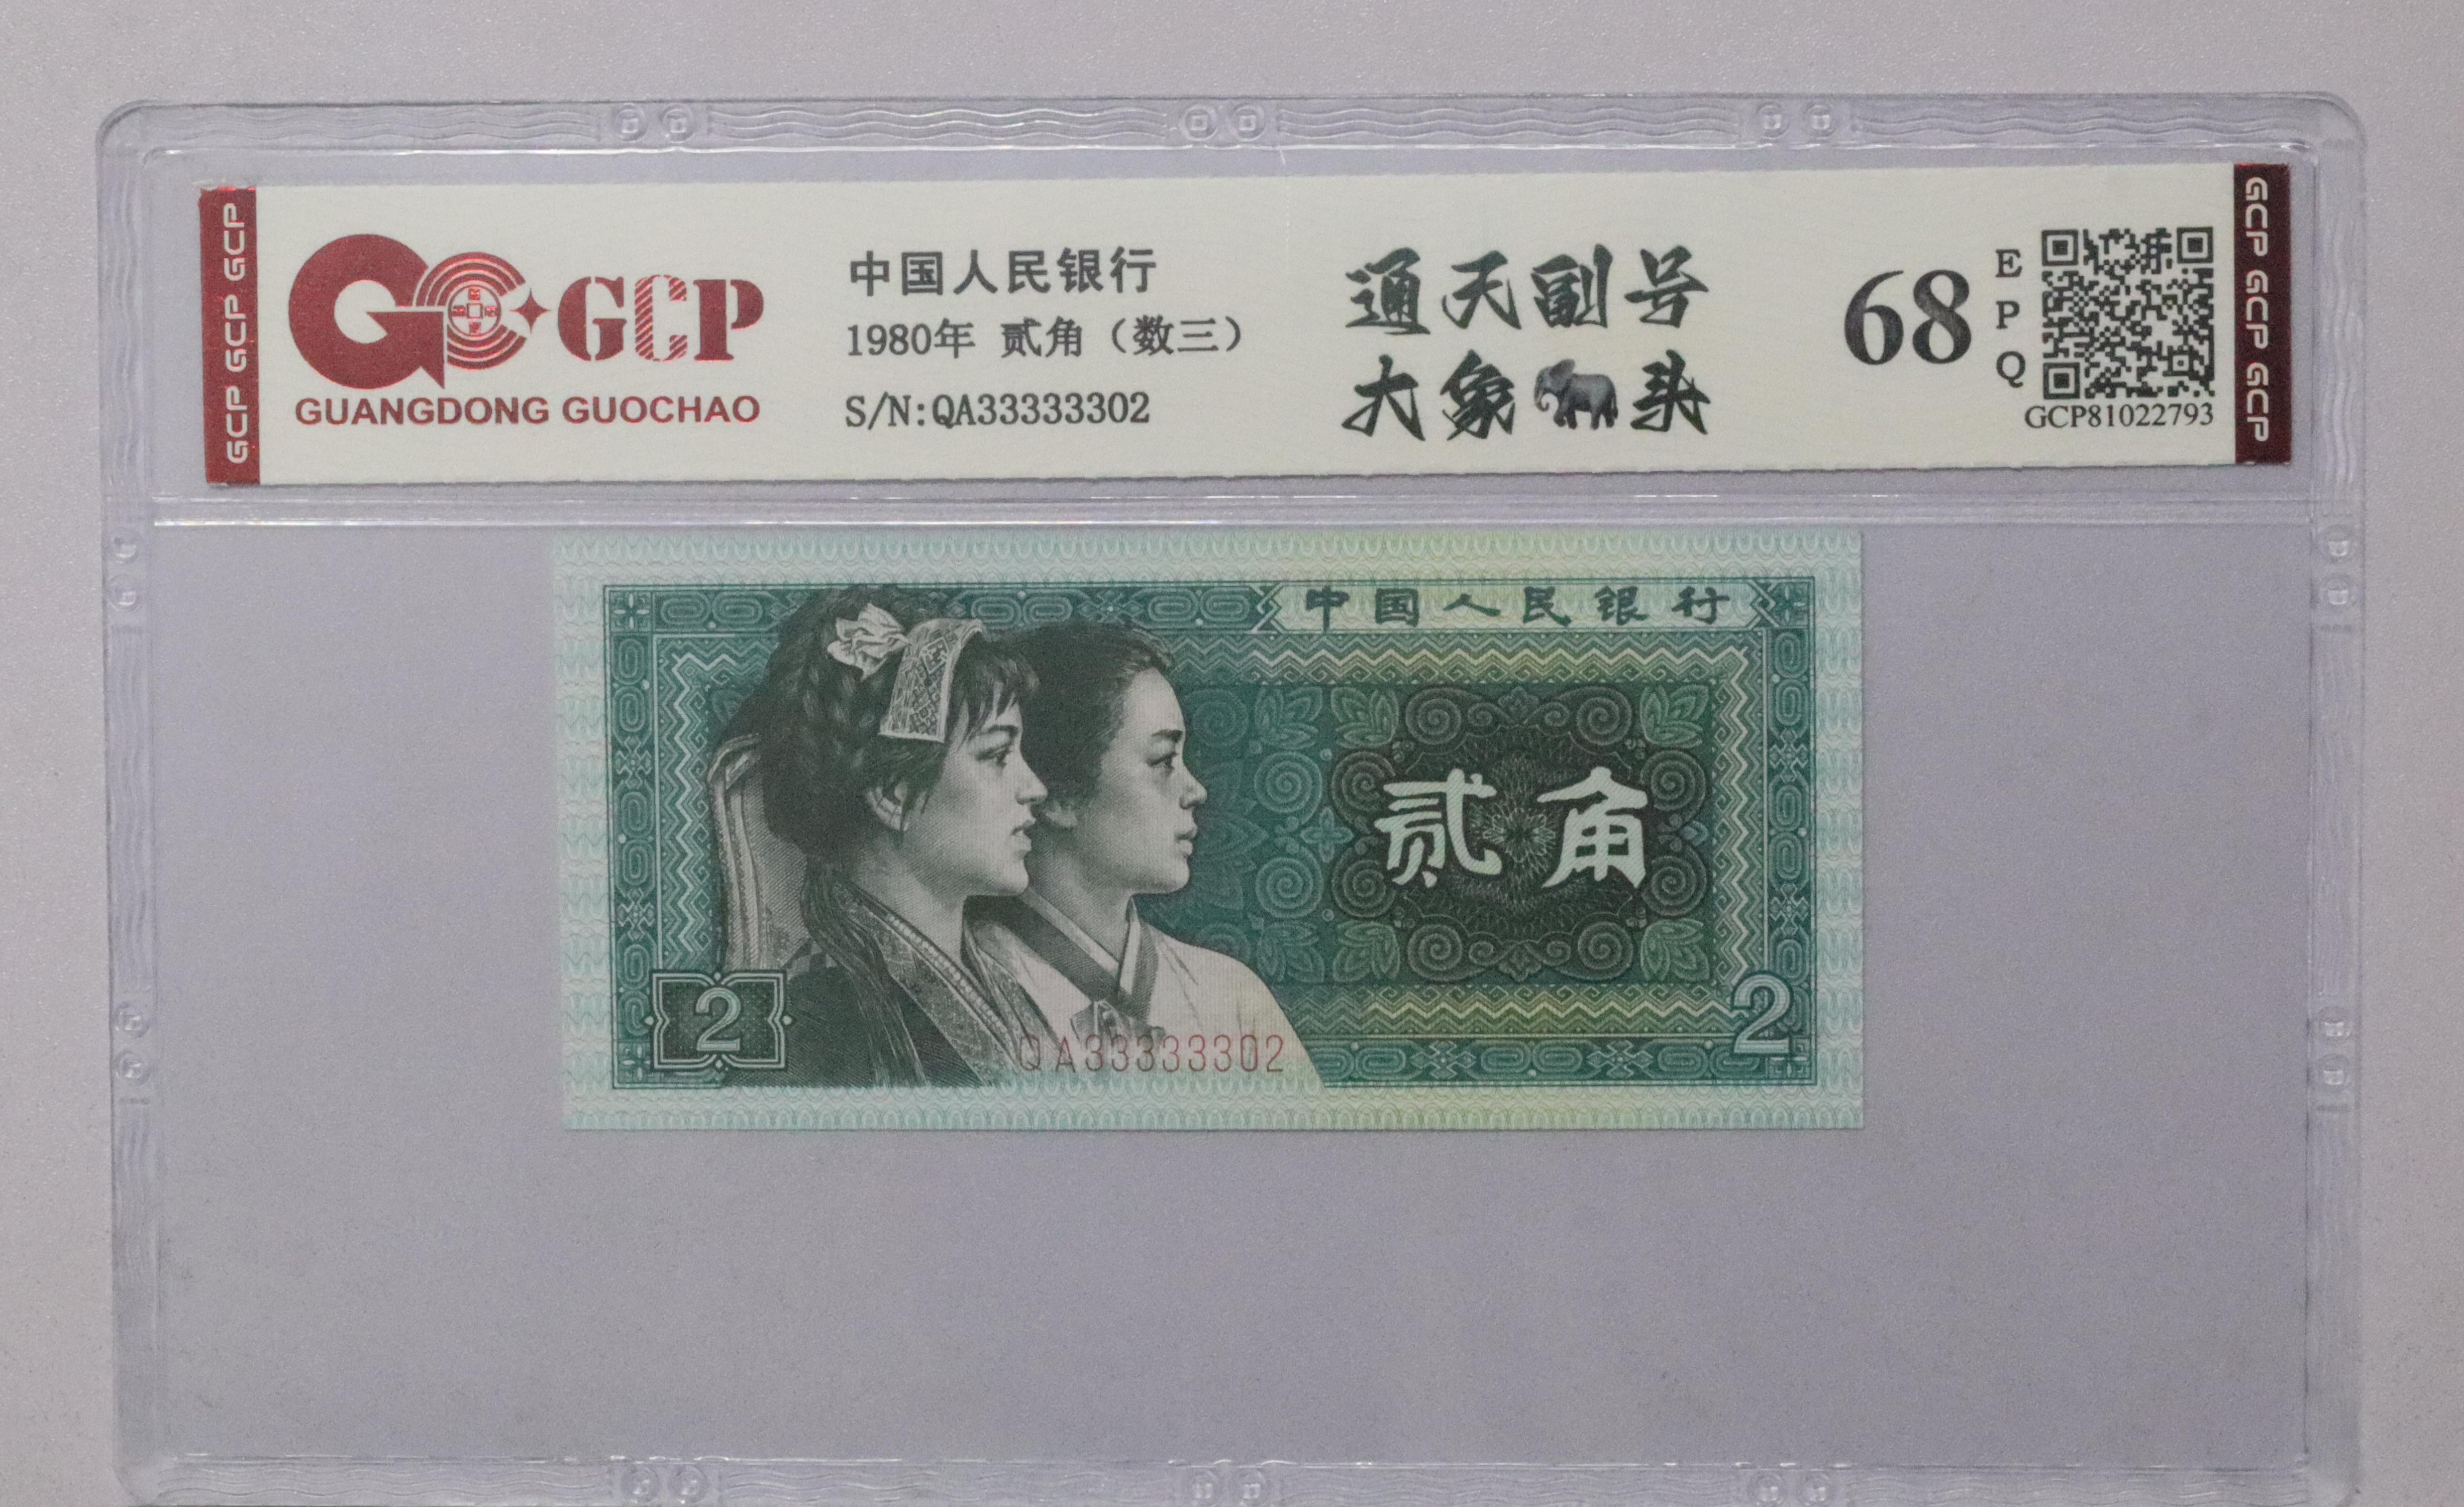 GCP GCP GCP
GCP
GUANGDONG GUOCHAO
中国人民银行
1980年 贰角（数三）
S/N:QA33333302
通天副号
大象头
68
EPQ
GCP81022793
GCP GCP GCP
中国人民银行
贰角
2
QA33333302
2